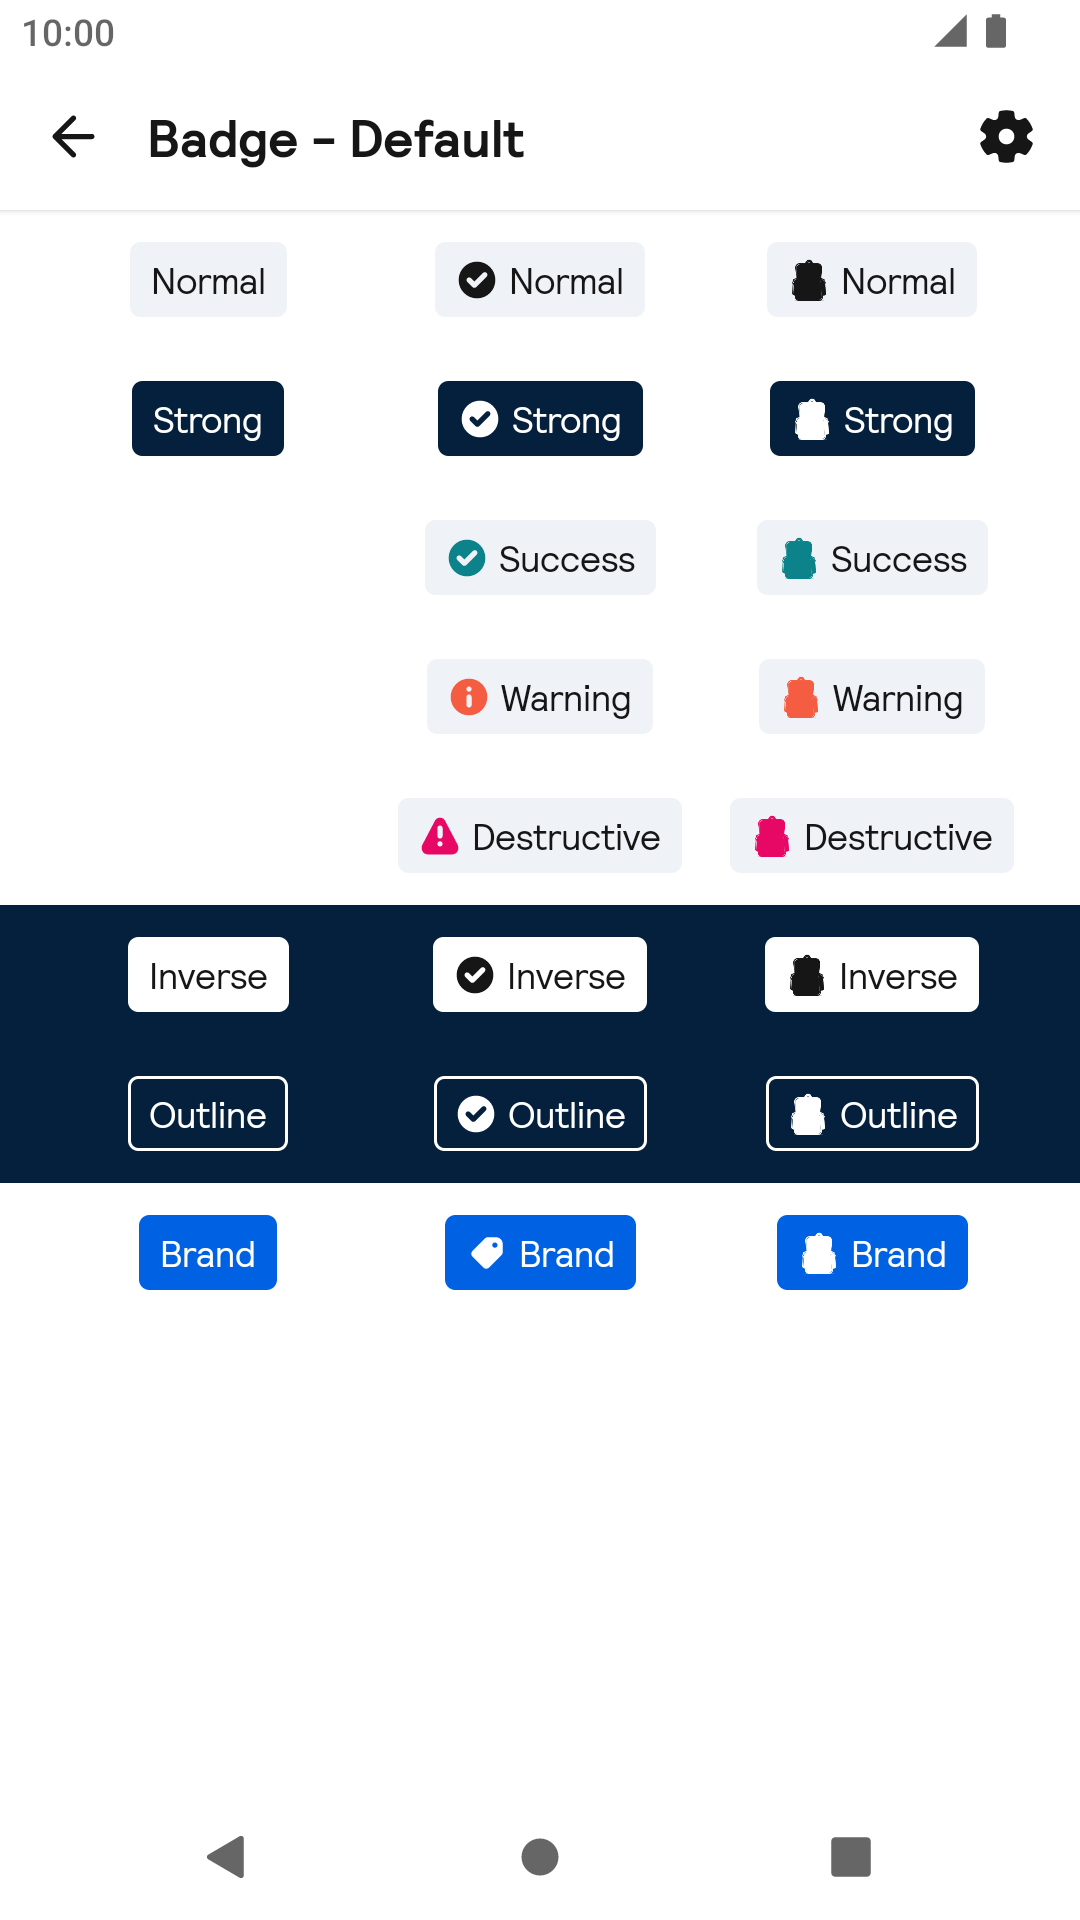 10:00
Badge - Default
Normal Normal Normal
Strong Strong Strong
Success Success
Warning Warning
Destructive Destructive
Inverse Inverse Inverse
Outline Outline Outline
Brand Brand Brand